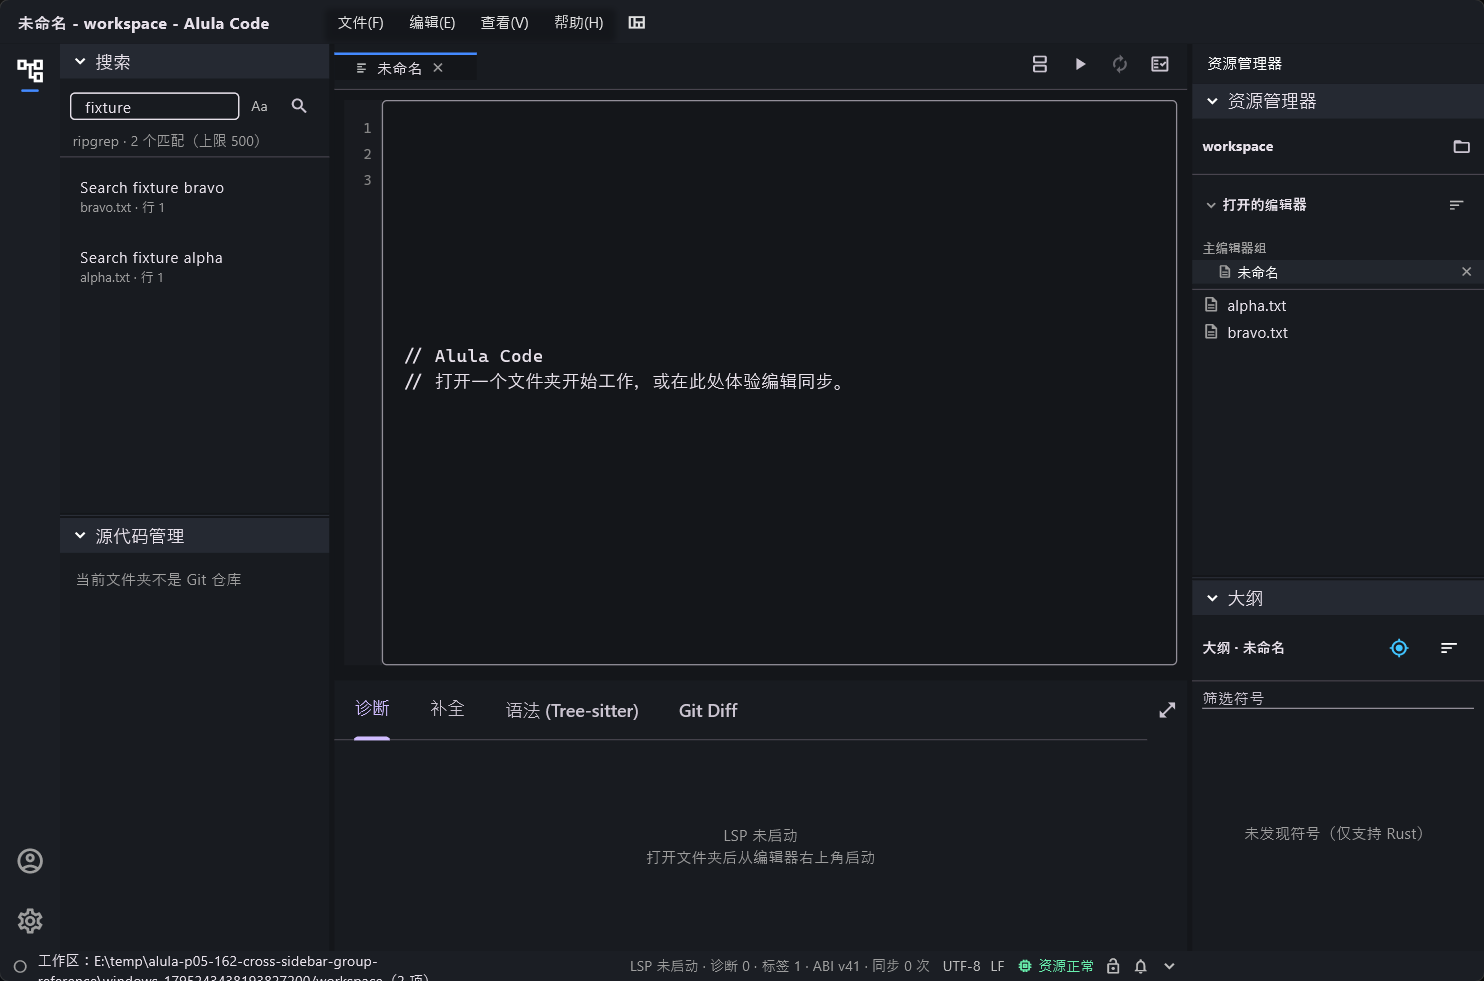 未命名 - workspace - Alula Code
文件(F) 编辑(E) 查看(V) 帮助(H)
搜索
fixture
Aa
ripgrep · 2 个匹配（上限 500）
Search fixture bravo
bravo.txt · 行 1
Search fixture alpha
alpha.txt · 行 1
源代码管理
当前文件夹不是 Git 仓库
未命名
1
2
3
// Alula Code
// 打开一个文件夹开始工作，或在此处体验编辑同步。
诊断 补全 语法 (Tree-sitter) Git Diff
LSP 未启动
打开文件夹后从编辑器右上角启动
资源管理器
资源管理器
workspace
打开的编辑器
主编辑器组
未命名
alpha.txt
bravo.txt
大纲
大纲 · 未命名
筛选符号
未发现符号（仅支持 Rust）
工作区：E:\temp\alula-p05-162-cross-sidebar-group-
reference\windows-1795243438193827200/workspace（2 项）
LSP 未启动 · 诊断 0 · 标签 1 · ABI v41 · 同步 0 次 UTF-8 LF 资源正常